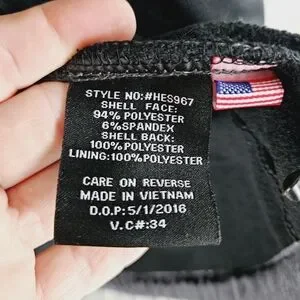 STYLE NO:#HES967
SHELL FACE:
94% POLYESTER
6%SPANDEX
SHELL BACK:
100%POLYESTER
LINING:100%POLYESTER
CARE ON REVERSE
MADE IN VIETNAM
D.O.P:5/1/2016
V.C#:34